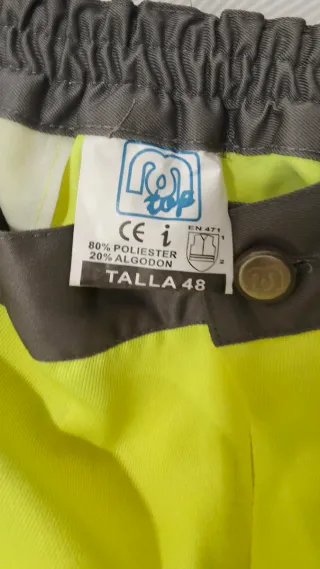 top
CE i
EN 471
80% POLIESTER
20% ALGODON
TALLA 48